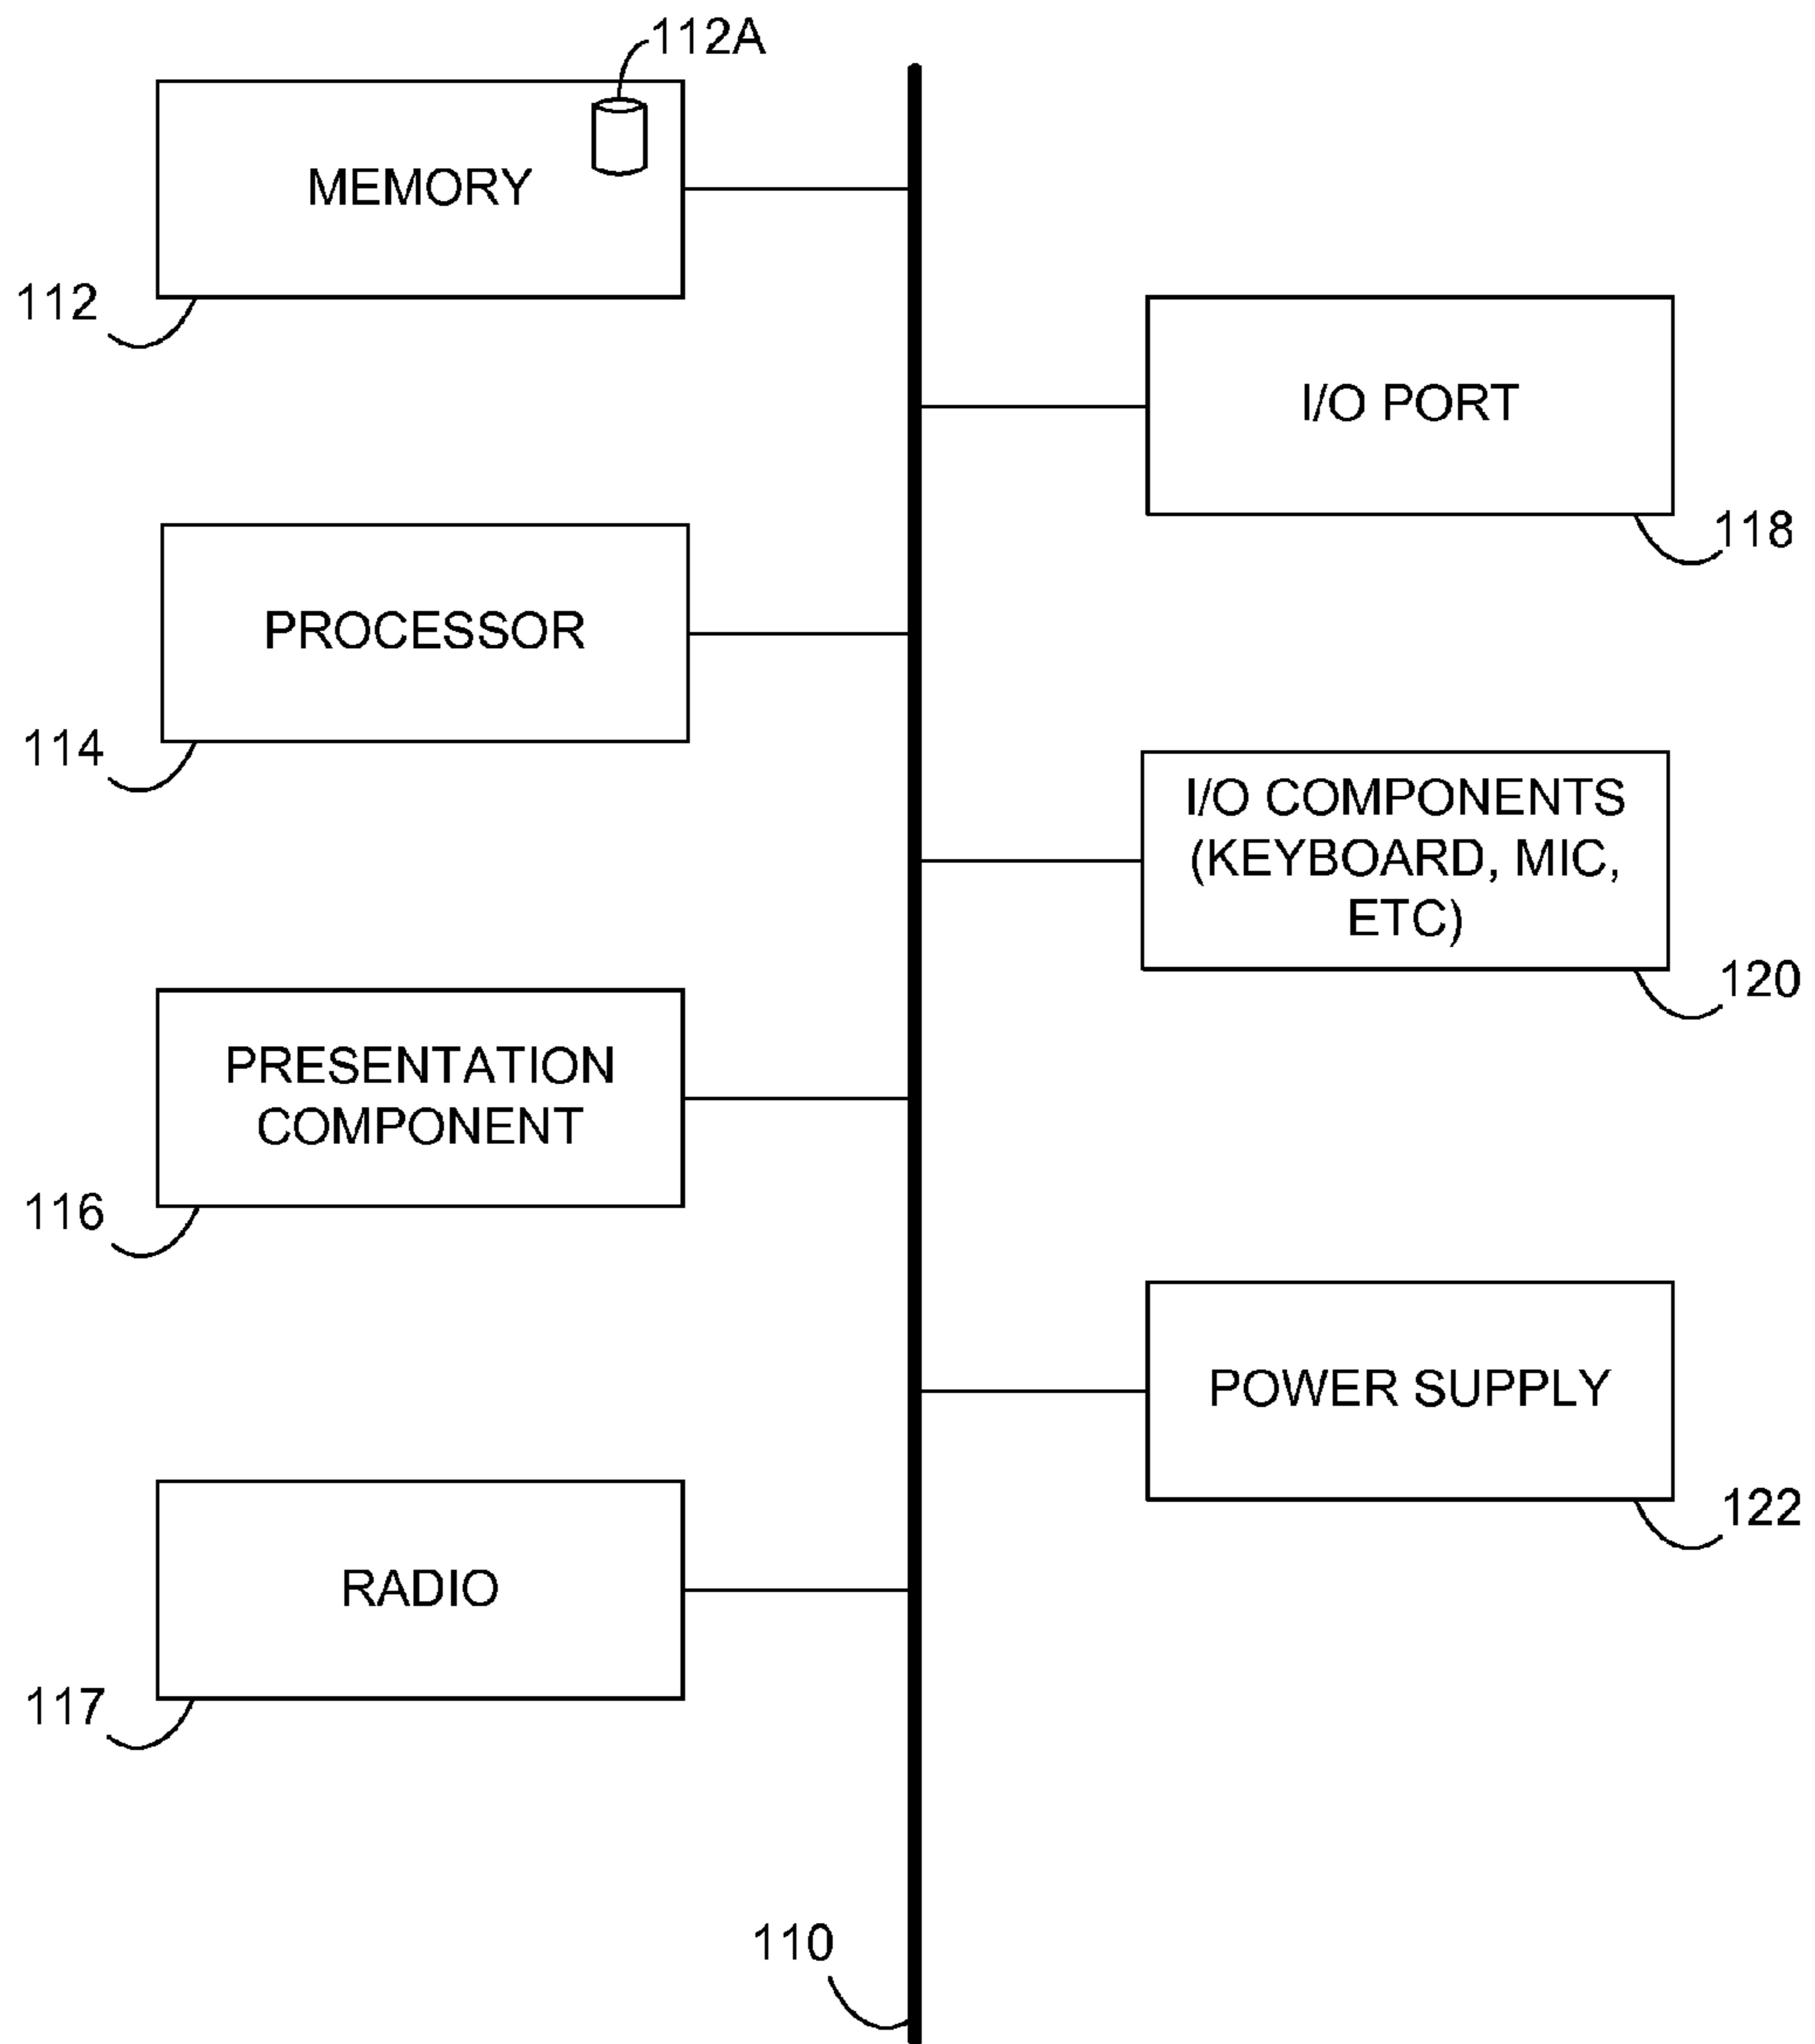 112A
MEMORY
112
I/O PORT
118
PROCESSOR
114
I/O COMPONENTS
(KEYBOARD, MIC,
ETC)
120
PRESENTATION
COMPONENT
116
POWER SUPPLY
122
RADIO
117
110